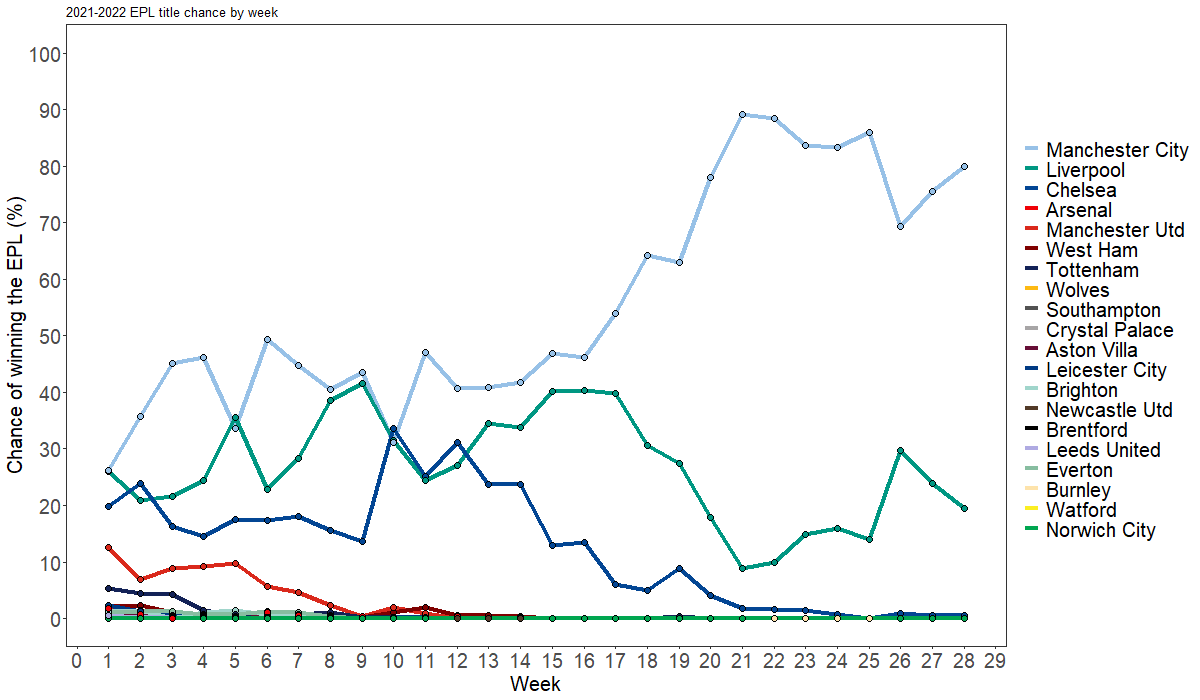 2021-2022 EPL title chance by week
100
90
80
70
60
50
40
30
20
10
0
Chance of winning the EPL (%)
0 1 2 3 4 5 6 7 8 9 10 11 12 13 14 15 16 17 18 19 20 21 22 23 24 25 26 27 28 29
Week
Manchester City
Liverpool
Chelsea
Arsenal
Manchester Utd
West Ham
Tottenham
Wolves
Southampton
Crystal Palace
Aston Villa
Leicester City
Brighton
Newcastle Utd
Brentford
Leeds United
Everton
Burnley
Watford
Norwich City